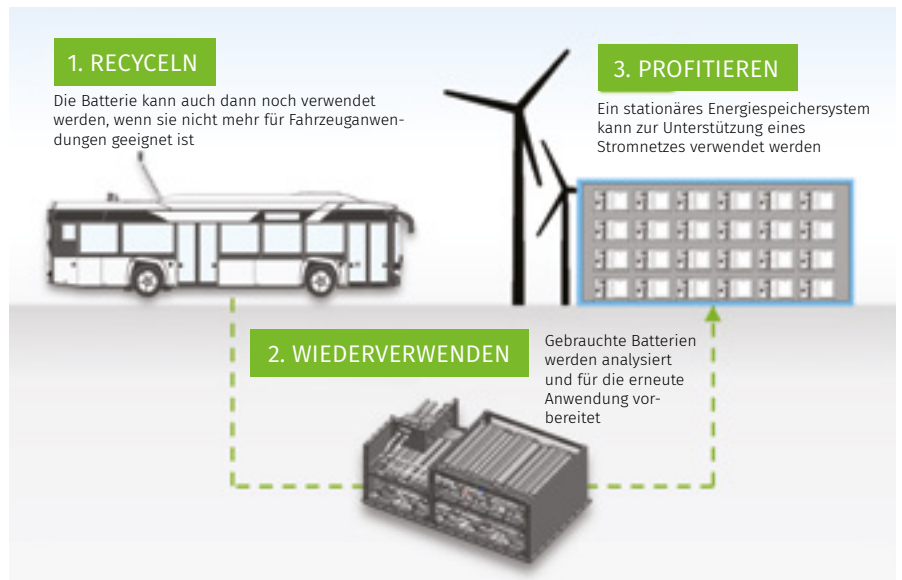 1. RECYCELN
Die Batterie kann auch dann noch verwendet
werden, wenn sie nicht mehr für Fahrzeuganwen-
dungen geeignet ist
3. PROFITIEREN
Ein stationäres Energiespeichersystem
kann zur Unterstützung eines
Stromnetzes verwendet werden
2. WIEDERVERWENDEN
Gebrauchte Batterien
werden analysiert
und für die erneute
Anwendung vor-
bereitet